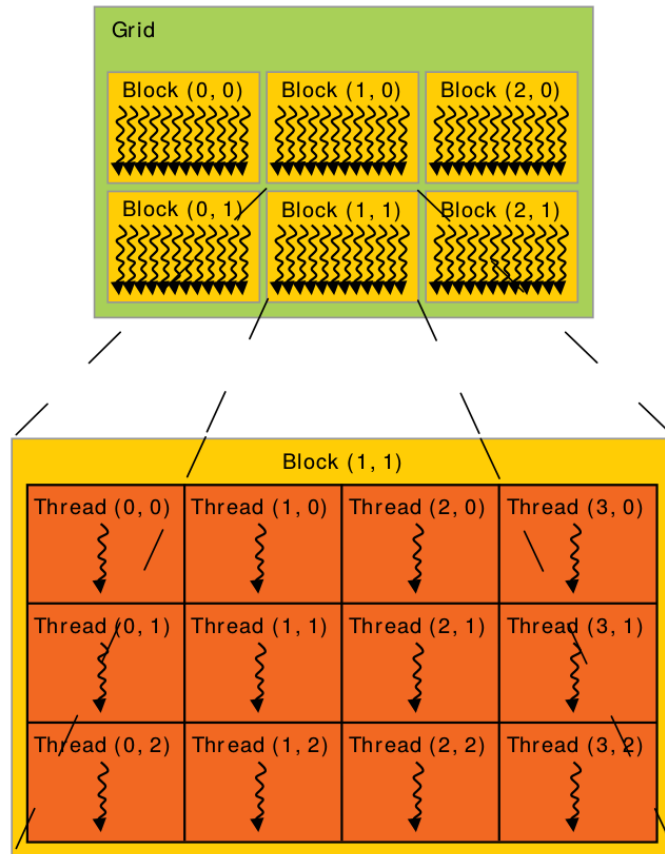 Grid
Block (0, 0) Block (1, 0) Block (2, 0)
Block (0, 1) Block (1, 1) Block (2, 1)
Block (1, 1)
Thread (0, 0) Thread (1, 0) Thread (2, 0) Thread (3, 0)
Thread (0, 1) Thread (1, 1) Thread (2, 1) Thread (3, 1)
Thread (0, 2) Thread (1, 2) Thread (2, 2) Thread (3, 2)